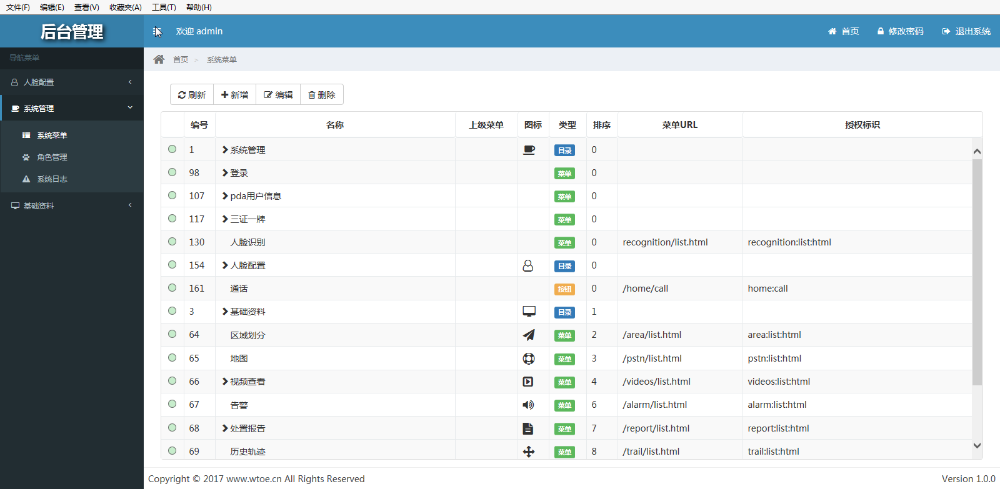 文件(F) 编辑(E) 查看(V) 收藏夹(A) 工具(T) 帮助(H)
后台管理 欢迎 admin 首页 修改密码 退出系统
导航菜单
人脸配置
系统管理
系统菜单
角色管理
系统日志
基础资料
首页 > 系统菜单
刷新 新增 编辑 删除
编号 名称 上级菜单 图标 类型 排序 菜单URL 授权标识
1 系统管理 目录 0
98 登录 菜单 0
107 pda用户信息 菜单 0
117 三证一牌 菜单 0
130 人脸识别 菜单 0 recognition/list.html recognition:list:html
154 人脸配置 目录 0
161 通话 按钮 0 /home/call home:call
3 基础资料 目录 1
64 区域划分 菜单 2 /area/list.html area:list:html
65 地图 菜单 3 /pstn/list.html pstn:list:html
66 视频查看 菜单 4 /videos/list.html videos:list:html
67 告警 菜单 6 /alarm/list.html alarm:list:html
68 处置报告 菜单 7 /report/list.html report:list:html
69 历史轨迹 菜单 8 /trail/list.html trail:list:html
Copyright © 2017 www.wtoe.cn All Rights Reserved Version 1.0.0